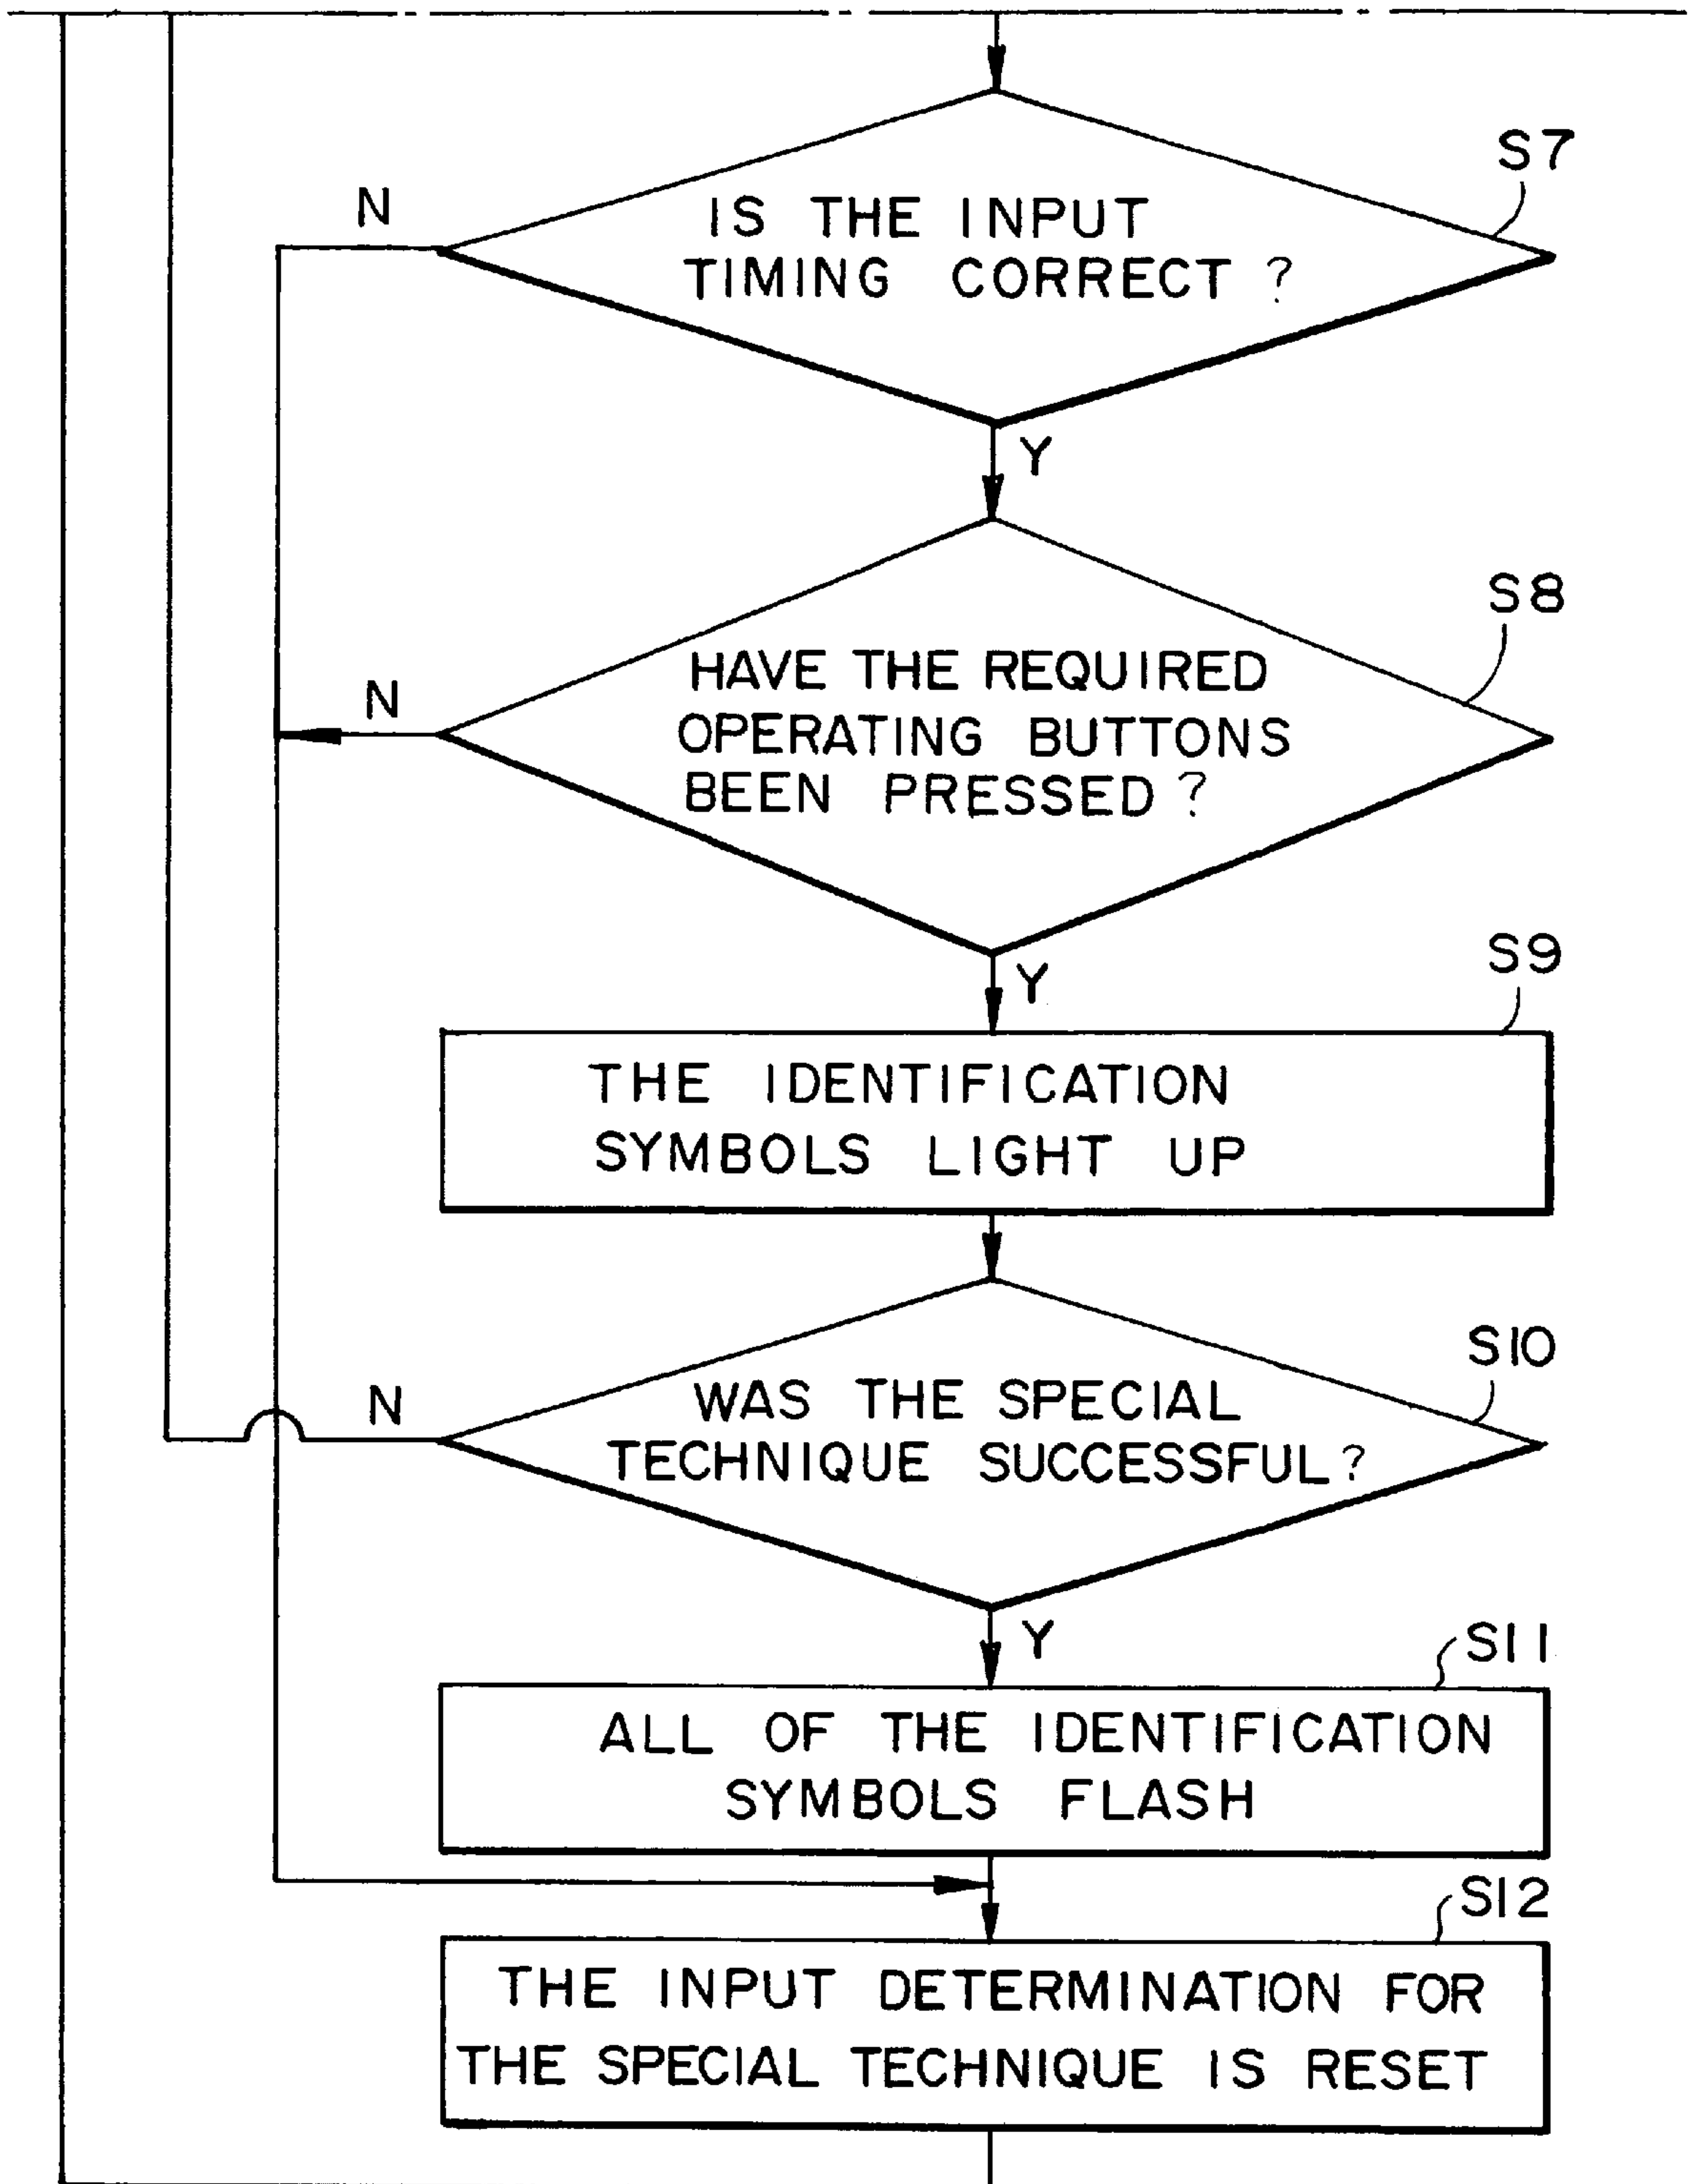 S7
N
IS THE INPUT
TIMING CORRECT ?
Y
S8
N
HAVE THE REQUIRED
OPERATING BUTTONS
BEEN PRESSED ?
Y
S9
THE IDENTIFICATION
SYMBOLS LIGHT UP
S10
N
WAS THE SPECIAL
TECHNIQUE SUCCESSFUL ?
Y
S11
ALL OF THE IDENTIFICATION
SYMBOLS FLASH
S12
THE INPUT DETERMINATION FOR
THE SPECIAL TECHNIQUE IS RESET